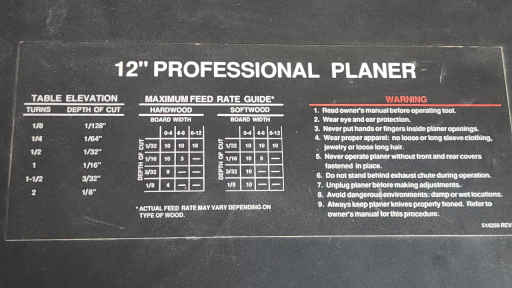 12" PROFESSIONAL PLANER
TABLE ELEVATION
TURNS DEPTH OF CUT
1/8 1/128"
1/4 1/64"
1/2 1/32"
1 1/16"
1-1/2 3/32"
2 1/8"
MAXIMUM FEED RATE GUIDE*
HARDWOOD SOFTWOOD
BOARD WIDTH BOARD WIDTH
0-4 4-8 8-12 0-4 4-8 8-12
DEPTH OF CUT DEPTH OF CUT
1/32 10 10 10 1/32 10 10 10
1/16 10 — 1/16 10 —
3/32 — — 3/32 10 — —
1/8 — — 1/8 10 — —
*ACTUAL FEED RATE MAY VARY DEPENDING ON
TYPE OF WOOD.
WARNING
1. Read owner's manual before operating tool.
2. Wear eye and ear protection.
3. Never put hands or fingers inside planer openings.
4. Wear proper apparel: no loose or long sleeve clothing,
jewelry or loose long hair.
5. Never operate planer without front and rear covers
fastened in place.
6. Do not stand behind exhaust chute during operation.
7. Unplug planer before making adjustments.
8. Avoid dangerous environments: damp or wet locations.
9. Always keep planer knives properly honed. Refer to
owner's manual for this procedure.
REV